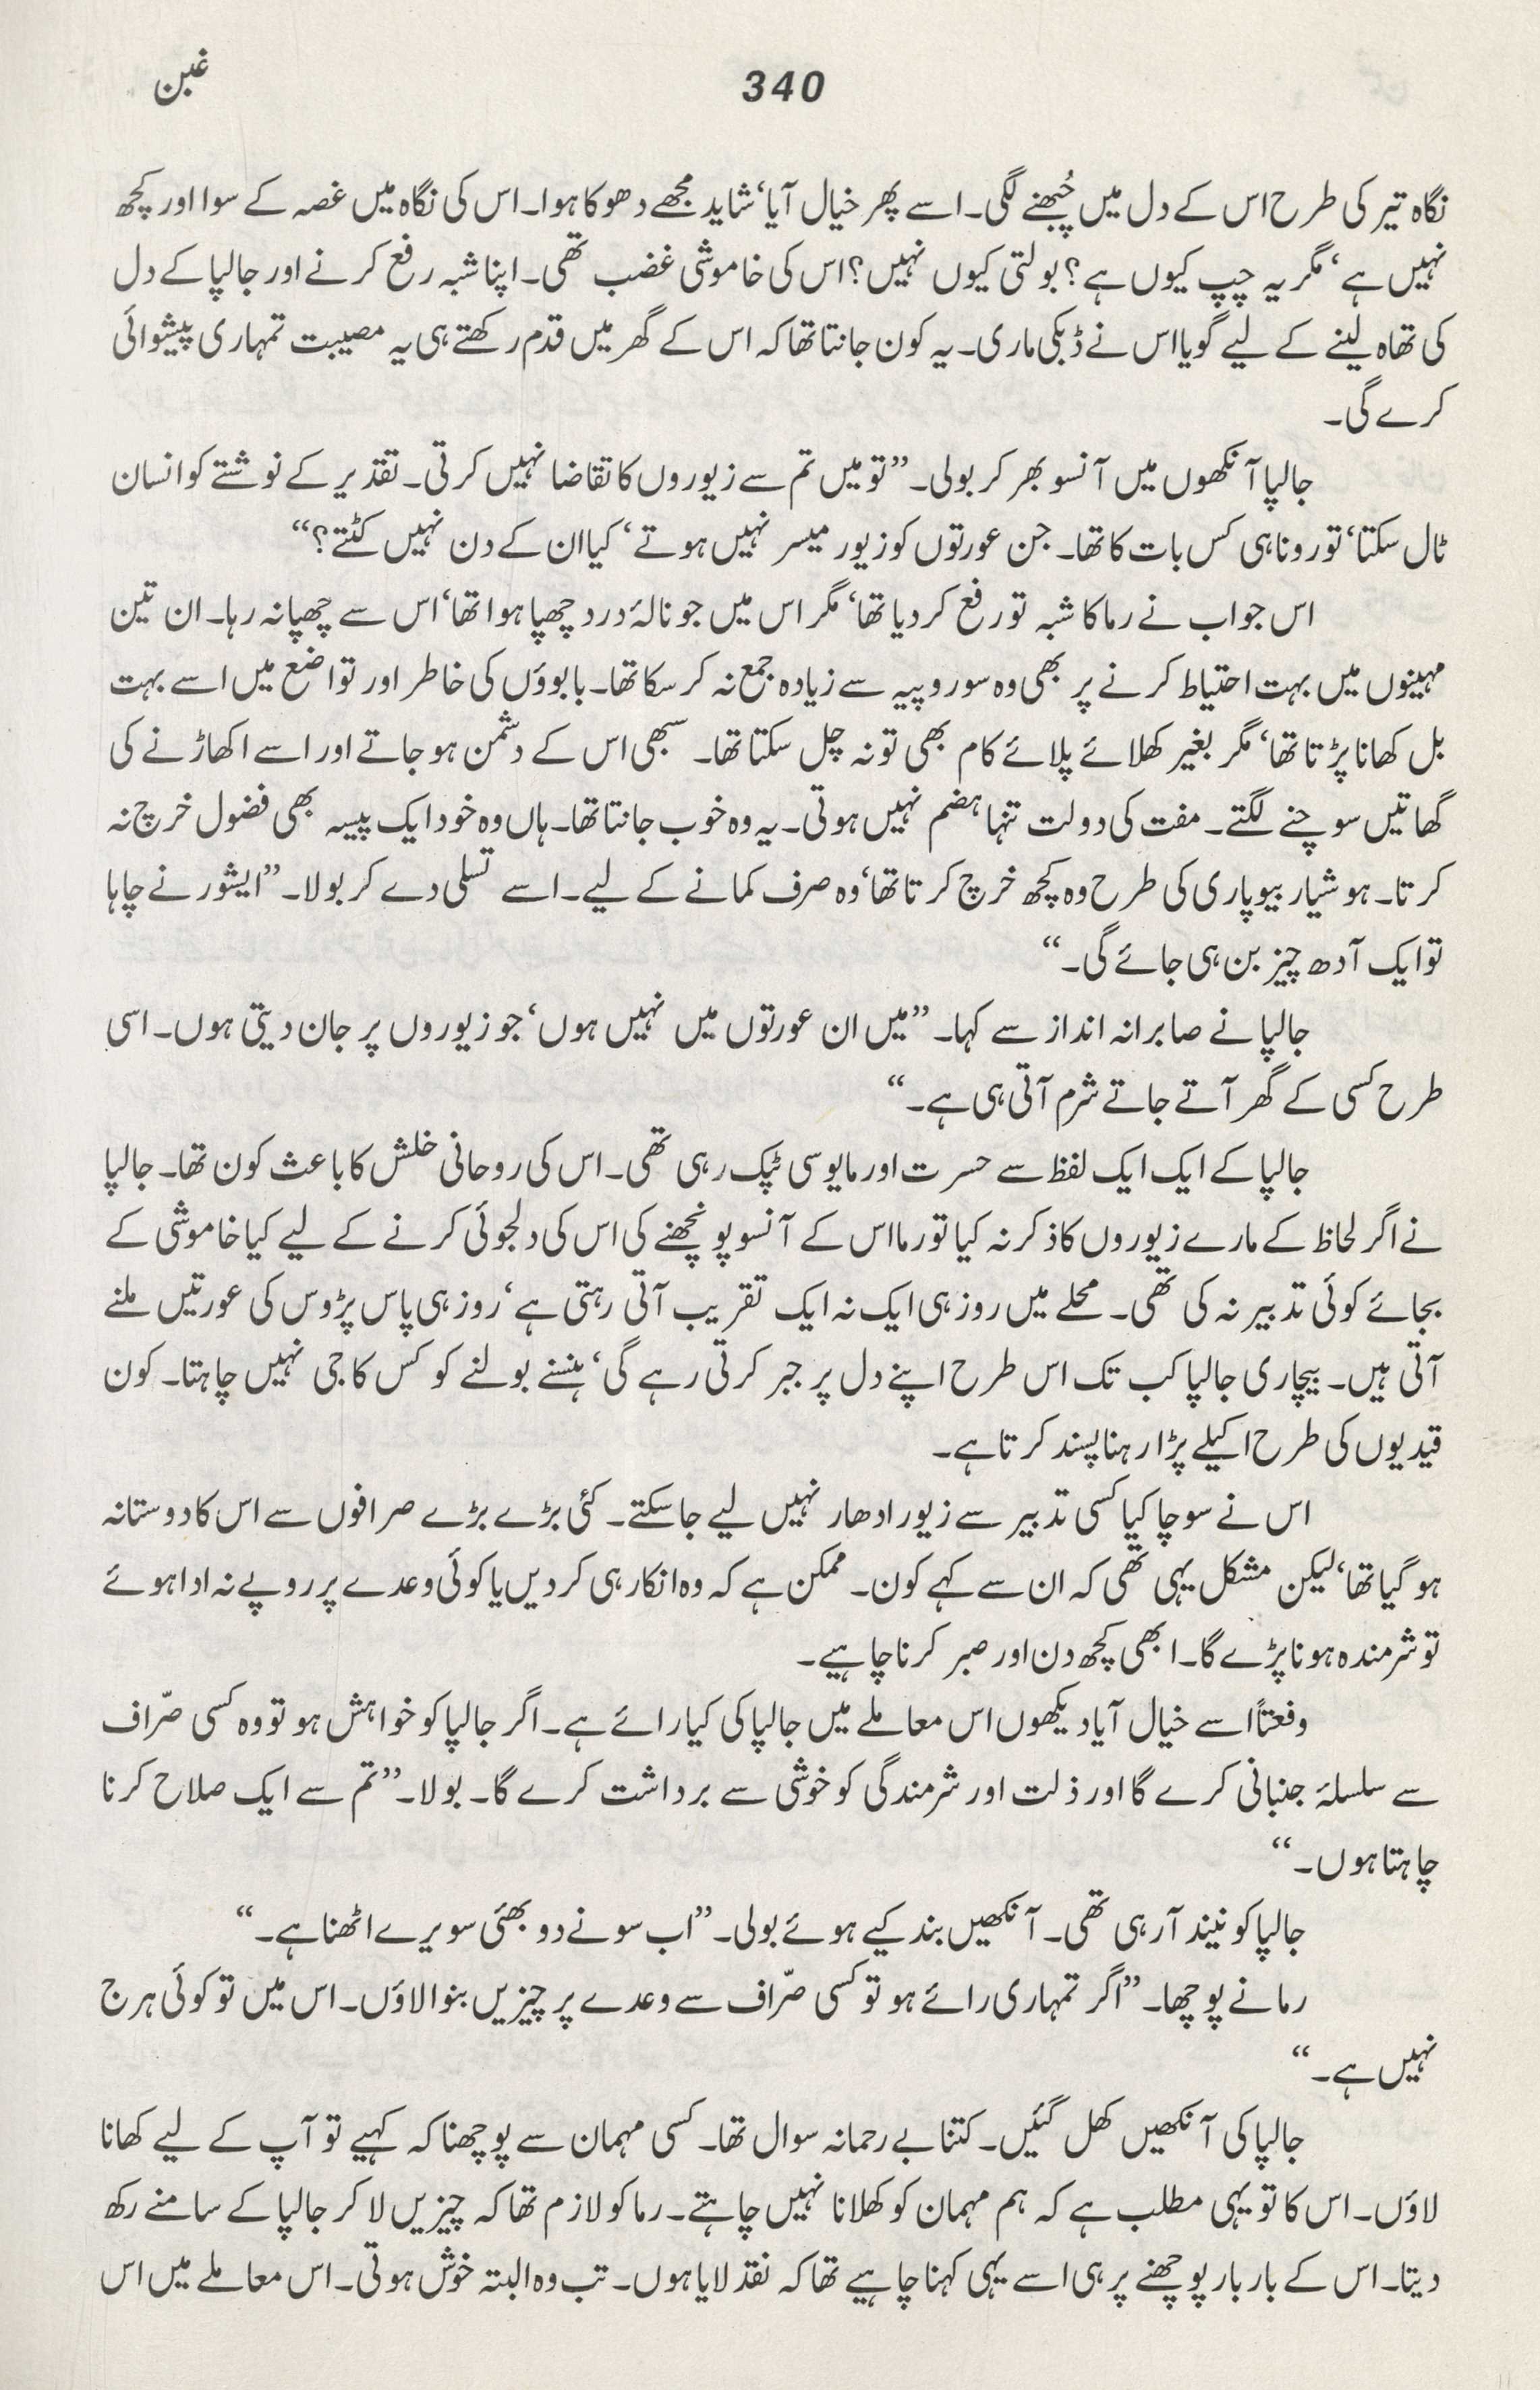 340
غبن
نگاہ تیر کی طرح اس کے دل میں چُبھنے لگی۔ اسے پھر خیال آیا‘ شاید مجھے دھوکا ہوا۔ اس کی نگاہ میں غصہ کے سوا اور کچھ
نہیں ہے‘ مگر یہ چپ کیوں ہے؟ بولتی کیوں نہیں؟ اس کی خاموشی غضب تھی۔ اپنا شبہ رفع کرنے اور جالپا کے دل
کی تھاہ لینے کے لیے گویا اس نے ڈبکی ماری۔ یہ کون جانتا تھا کہ اس کے گھر میں قدم رکھتے ہی یہ مصیبت تمہاری پیشوائی
کرے گی۔
جالپا آنکھوں میں آنسو بھر کر بولی۔ ”تو میں تم سے زیوروں کا تقاضا نہیں کرتی۔ تقدیر کے نوشتے کو انسان
ٹال سکتا‘ تو رونا ہی کس بات کا تھا۔ جن عورتوں کو زیور میسر نہیں ہوتے‘ کیا ان کے دن نہیں کٹتے؟“
اس جواب نے رما کا شبہ تو رفع کر دیا تھا‘ مگر اس میں جو نالۂ درد چھپا ہوا تھا‘ اس سے چھپا نہ رہا۔ ان تین
مہینوں میں بہت احتیاط کرنے پر بھی وہ سو روپیہ سے زیادہ جمع نہ کر سکا تھا۔ بابوؤں کی خاطر اور تواضع میں اسے بہت
بل کھانا پڑتا تھا‘ مگر بغیر کھلائے پلائے کام بھی تو نہ چل سکتا تھا۔ سبھی اس کے دشمن ہو جاتے اور اسے اکھاڑنے کی
گھاتیں سوچنے لگتے۔ مفت کی دولت تنہا ہضم نہیں ہوتی۔ یہ وہ خوب جانتا تھا۔ ہاں وہ خود ایک پیسہ بھی فضول خرچ نہ
کرتا۔ ہوشیار بیوپاری کی طرح وہ کچھ خرچ کرتا تھا‘ وہ صرف کمانے کے لیے۔ اسے تسلی دے کر بولا۔ ”ایشور نے چاہا
تو ایک آدھ چیز بن ہی جائے گی۔“
جالپا نے صابرانہ انداز سے کہا۔ ”میں ان عورتوں میں نہیں ہوں‘ جو زیوروں پر جان دیتی ہوں۔ اسی
طرح کسی کے گھر آتے جاتے شرم آتی ہی ہے۔“
جالپا کے ایک ایک لفظ سے حسرت اور مایوسی ٹپک رہی تھی۔ اس کی روحانی خلش کا باعث کون تھا۔ جالپا
نے اگر لحاظ کے مارے زیوروں کا ذکر نہ کیا تو رما اس کے آنسو پونچھنے کی اس کی دلجوئی کرنے کے لیے کیا خاموشی کے
بجائے کوئی تدبیر نہ کی تھی۔ محلے میں روز ہی ایک نہ ایک تقریب آتی رہتی ہے‘ روز ہی پاس پڑوس کی عورتیں ملنے
آتی ہیں۔ بیچاری جالپا کب تک اس طرح اپنے دل پر جبر کرتی رہے گی‘ ہنسنے بولنے کو کس کا جی نہیں چاہتا۔ کون
قیدیوں کی طرح اکیلے پڑا رہنا پسند کرتا ہے۔
اس نے سوچا کیا کسی تدبیر سے زیور ادھار نہیں لیے جا سکتے۔ کئی بڑے بڑے صرافوں سے اس کا دوستانہ
ہو گیا تھا‘ لیکن مشکل یہی تھی کہ ان سے کہے کون۔ ممکن ہے کہ وہ انکار ہی کر دیں یا کوئی وعدے پر روپے نہ ادا ہوئے
تو شرمندہ ہونا پڑے گا۔ ابھی کچھ دن اور صبر کرنا چاہیے۔
وفعتاً اسے خیال آیا دیکھوں اس معاملے میں جالپا کی کیا رائے ہے۔ اگر جالپا کو خواہش ہو تو وہ کسی صرّاف
سے سلسلۂ جنبانی کرے گا اور ذلت اور شرمندگی کو خوشی سے برداشت کرے گا۔ بولا۔ ”تم سے ایک صلاح کرنا
چاہتا ہوں۔“
جالپا کو نیند آ رہی تھی۔ آنکھیں بند کیے ہوئے بولی۔ ”اب سونے دو بھئی سویرے اٹھنا ہے۔“
رما نے پوچھا۔ ”اگر تمہاری رائے ہو تو کسی صرّاف سے وعدے پر چیزیں بنوا لاؤں۔ اس میں تو کوئی ہرج
نہیں ہے۔“
جالپا کی آنکھیں کھل گئیں۔ کتنا بے رحمانہ سوال تھا۔ کسی مہمان سے پوچھنا کہ کہیے تو آپ کے لیے کھانا
لاؤں۔ اس کا تو یہی مطلب ہے کہ ہم مہمان کو کھلانا نہیں چاہتے۔ رما کو لازم تھا کہ چیزیں لا کر جالپا کے سامنے رکھ
دیتا۔ اس کے بار بار پوچھنے پر ہی اسے یہی کہنا چاہیے تھا کہ نقد لایا ہوں۔ تب وہ البتہ خوش ہوتی۔ اس معاملے میں اس